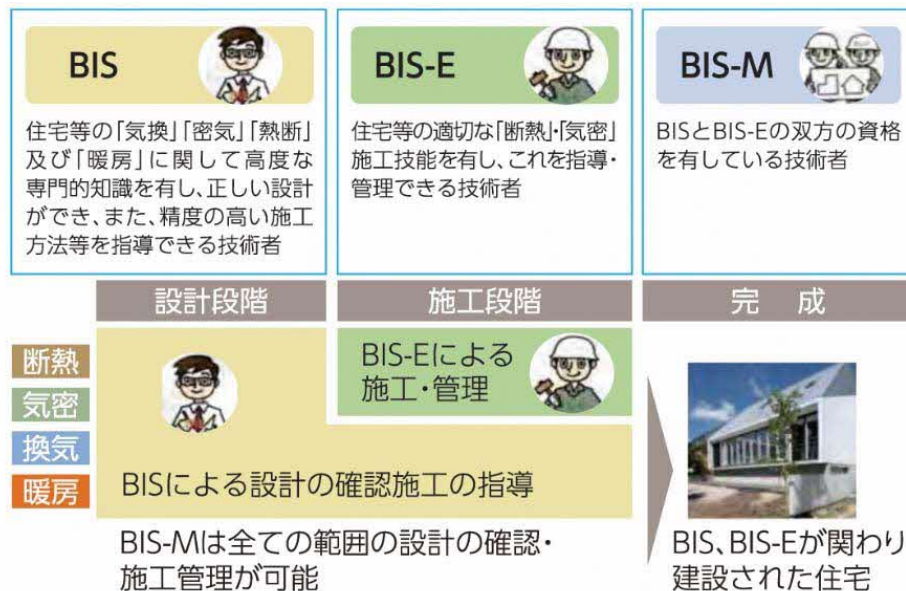 BIS
住宅等の「気換」「密気」「熱断」
及び「暖房」に関して高度な
専門的知識を有し、正しい設計
ができ、また、精度の高い施工
方法等を指導できる技術者
BIS-E
住宅等の適切な「断熱」・「気密」
施工技能を有し、これを指導・
管理できる技術者
BIS-M
BISとBIS-Eの双方の資格
を有している技術者
設計段階
施工段階
完 成
断熱
気密
換気
暖房
BIS-Eによる
施工・管理
BISによる設計の確認施工の指導
BIS-Mは全ての範囲の設計の確認・
施工管理が可能
BIS、BIS-Eが関わり
建設された住宅